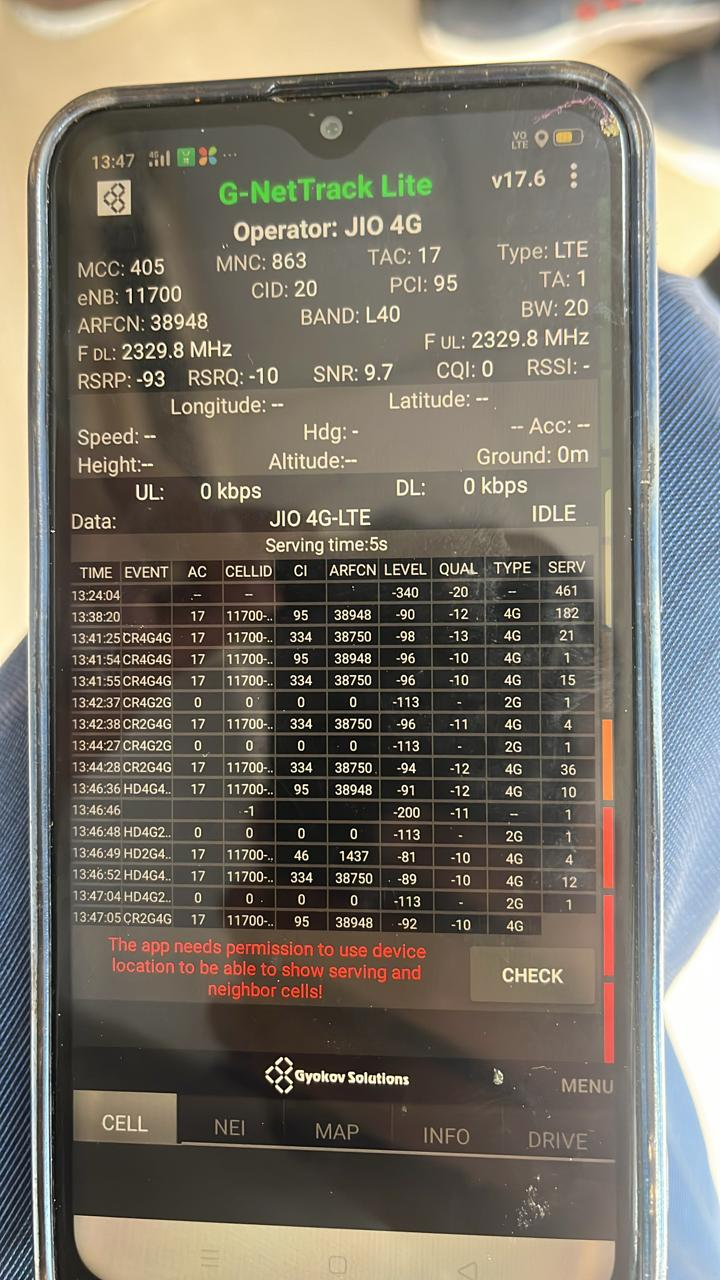 13:47 VO LTE
G-NetTrack Lite v17.6
Operator: JIO 4G
MCC: 405 MNC: 863 TAC: 17 Type: LTE
eNB: 11700 CID: 20 PCI: 95 TA: 1
ARFCN: 38948 BAND: L40 BW: 20
F DL: 2329.8 MHz F UL: 2329.8 MHz
RSRP: -93 RSRQ: -10 SNR: 9.7 CQI: 0 RSSI: -
Longitude: -- Latitude: --
Speed: -- Hdg: - -- Acc: --
Height:-- Altitude:-- Ground: 0m
UL: 0 kbps DL: 0 kbps
Data: JIO 4G-LTE IDLE
Serving time:5s
TIME EVENT AC CELLID CI ARFCN LEVEL QUAL TYPE SERV
13:24:04 -- -- -340 -20 -- 461
13:38:20 17 11700-.. 95 38948 -90 -12 4G 182
13:41:25 CR4G4G 17 11700-.. 334 38750 -98 -13 4G 21
13:41:54 CR4G4G 17 11700-.. 95 38948 -96 -10 4G 1
13:41:55 CR4G4G 17 11700-.. 334 38750 -96 -10 4G 15
13:42:37 CR4G2G 0 0 0 0 -113 - 2G 1
13:42:38 CR2G4G 17 11700-.. 334 38750 -96 -11 4G 4
13:44:27 CR4G2G 0 0 0 0 -113 - 2G 1
13:44:28 CR2G4G 17 11700-.. 334 38750 -94 -12 4G 36
13:46:36 HD4G4.. 17 11700-.. 95 38948 -91 -12 4G 10
13:46:46 -1 -200 -11 -- 1
13:46:48 HD4G2.. 0 0 0 0 -113 - 2G 1
13:46:49 HD2G4.. 17 11700-.. 46 1437 -81 -10 4G 4
13:46:52 HD4G4.. 17 11700-.. 334 38750 -89 -10 4G 12
13:47:04 HD4G2.. 0 0 0 0 -113 - 2G 1
13:47:05 CR2G4G 17 11700-.. 95 38948 -92 -10 4G
The app needs permission to use device
location to be able to show serving and
neighbor cells!
CHECK
Gyokov Solutions
MENU
CELL NEI MAP INFO DRIVE